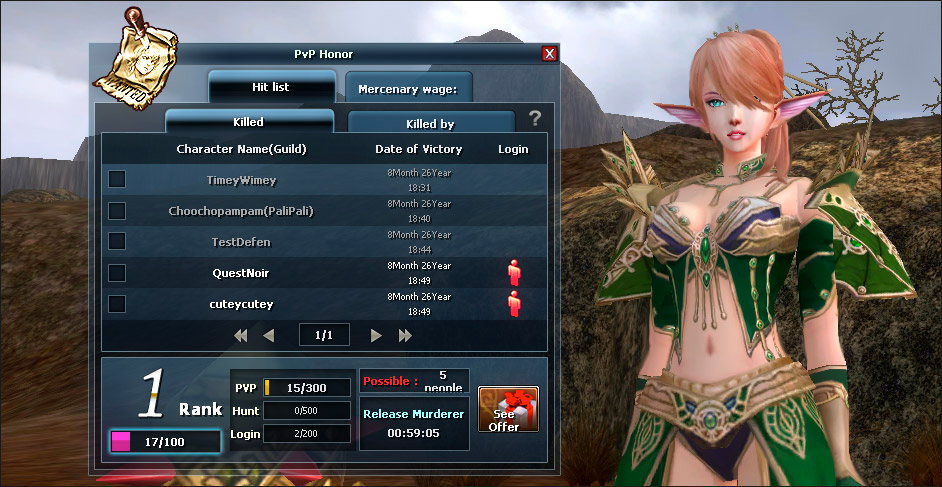 PvP Honor
X
WANTED
Hit list
Mercenary wage:
Killed
Killed by
?
Character Name(Guild)
Date of Victory
Login
TimeyWimey
8Month 26Year
18:31
Choochopampam(PaliPali)
8Month 26Year
18:40
TestDefen
8Month 26Year
18:44
QuestNoir
8Month 26Year
18:49
cuteycutey
8Month 26Year
18:49
1/1
1 Rank
17/100
PVP 15/300
Hunt 0/500
Login 2/200
Possible : 5
people
Release Murderer
00:59:05
See
Offer